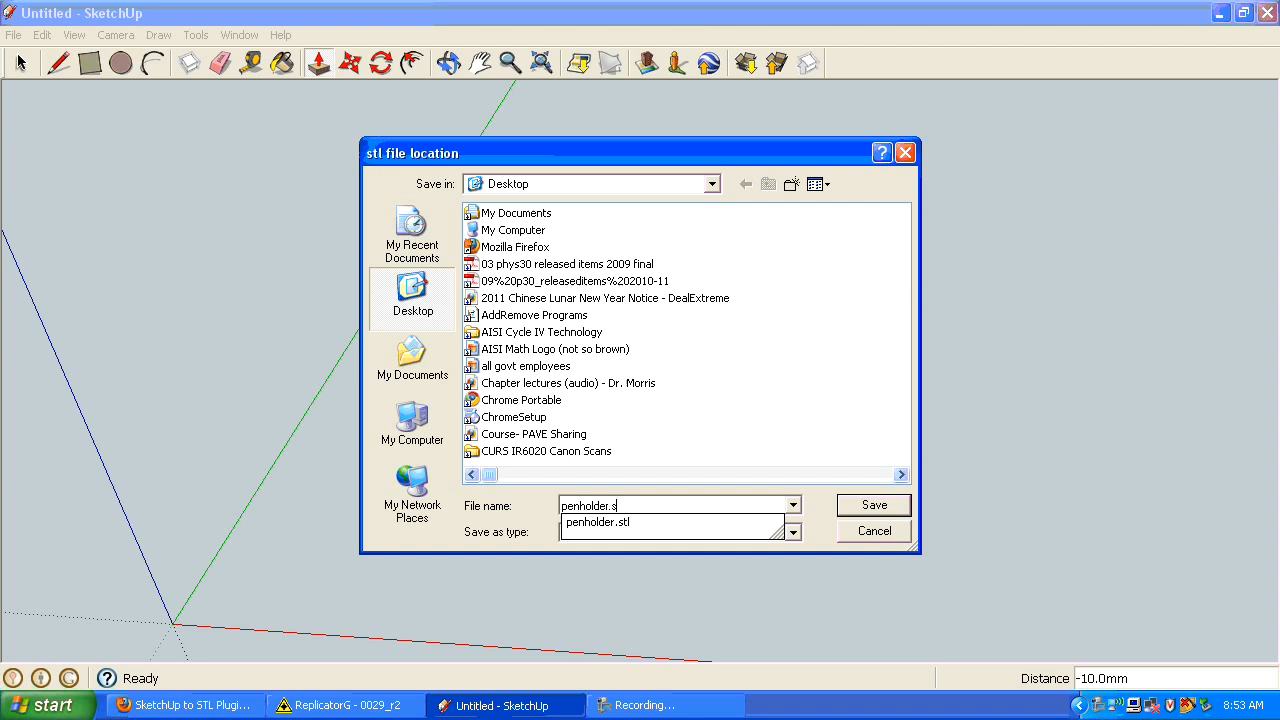 Untitled - SketchUp
File Edit View Camera Draw Tools Window Help
stl file location
Save in: Desktop
My Recent Documents
Desktop
My Documents
My Computer
My Network Places
My Documents
My Computer
Mozilla Firefox
03 phys30 released items 2009 final
09%20p30_releaseditems%202010-11
2011 Chinese Lunar New Year Notice - DealExtreme
AddRemove Programs
AISI Cycle IV Technology
AISI Math Logo (not so brown)
all govt employees
Chapter lectures (audio) - Dr. Morris
Chrome Portable
ChromeSetup
Course- PAVE Sharing
CURS IR6020 Canon Scans
File name: penholder.s Save
penholder.stl
Save as type: Cancel
Ready Distance -10.0mm
start SketchUp to STL Plugi... ReplicatorG - 0029_r2 Untitled - SketchUp Recording... 8:53 AM